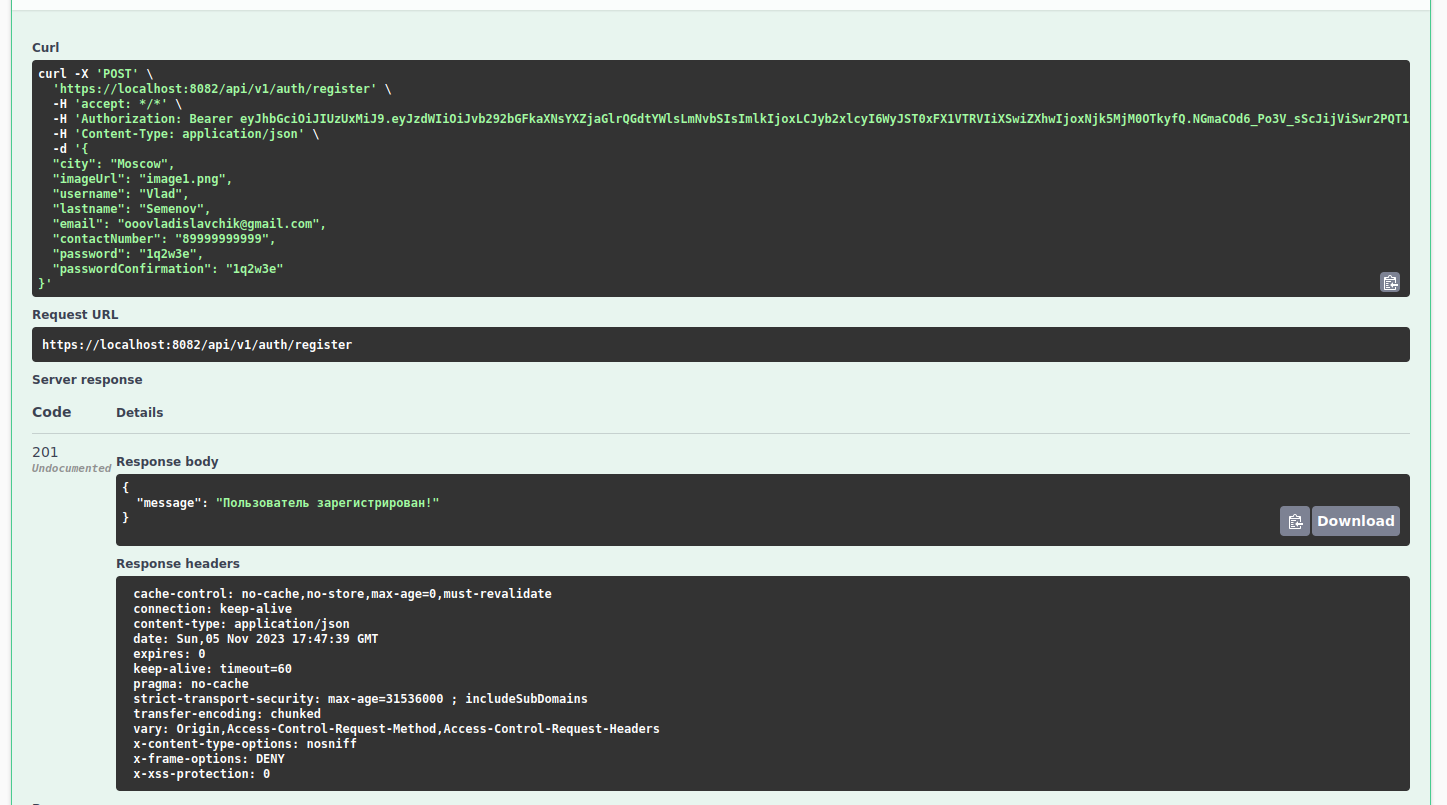 Curl
curl -X 'POST' \
'https://localhost:8082/api/v1/auth/register' \
-H 'accept: */*' \
-H 'Authorization: Bearer eyJhbGciOiJIUzUxMiJ9.eyJzdWIiOiJvb292bGFkaXNsYXZjaGlrQGdtYWlsLmNvbSIsImlkIjoxLCJyb2xlcyI6WyJST0xFX1VTRVIiXSwiZXhwIjoxNjk5MjM0OTkyfQ.NGmaCOd6_Po3V_sScJijViSwr2PQT1
-H 'Content-Type: application/json' \
-d '{
"city": "Moscow",
"imageUrl": "image1.png",
"username": "Vlad",
"lastname": "Semenov",
"email": "ooovladislavchik@gmail.com",
"contactNumber": "89999999999",
"password": "1q2w3e",
"passwordConfirmation": "1q2w3e"
}'
Request URL
https://localhost:8082/api/v1/auth/register
Server response
Code Details
201
Undocumented
Response body
{
"message": "Пользователь зарегистрирован!"
}
Download
Response headers
cache-control: no-cache,no-store,max-age=0,must-revalidate
connection: keep-alive
content-type: application/json
date: Sun,05 Nov 2023 17:47:39 GMT
expires: 0
keep-alive: timeout=60
pragma: no-cache
strict-transport-security: max-age=31536000 ; includeSubDomains
transfer-encoding: chunked
vary: Origin,Access-Control-Request-Method,Access-Control-Request-Headers
x-content-type-options: nosniff
x-frame-options: DENY
x-xss-protection: 0